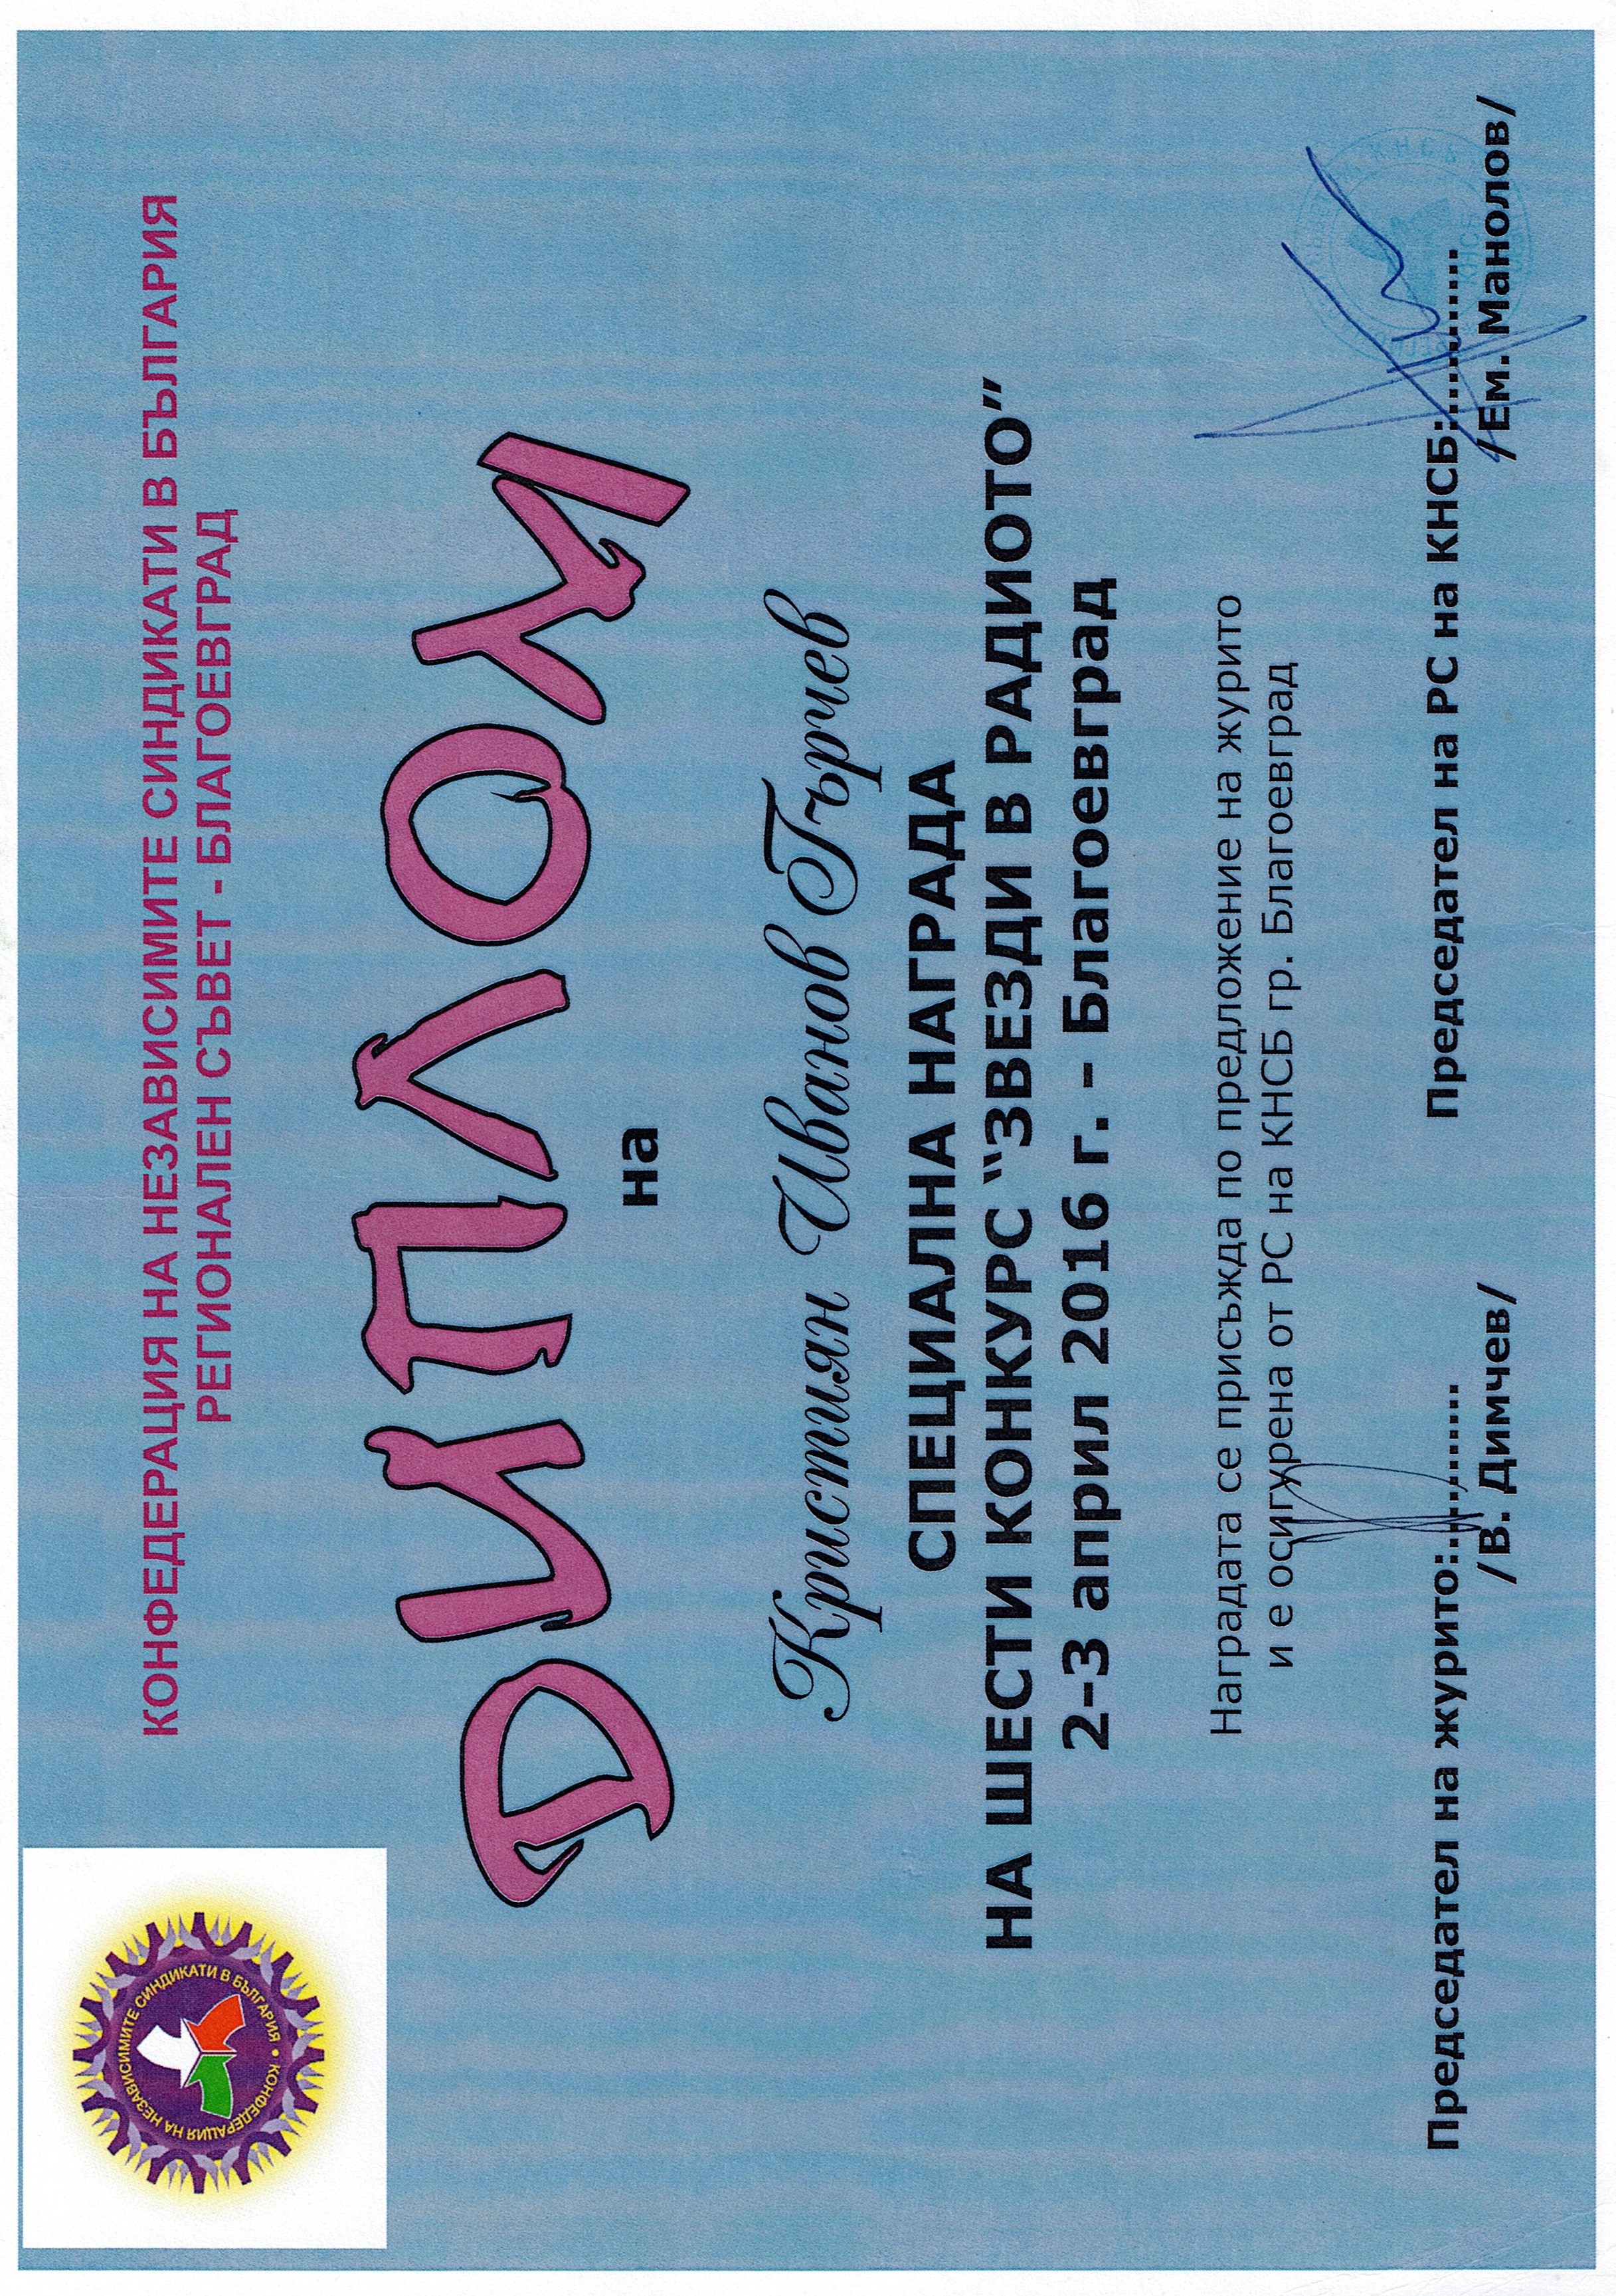 КОНФЕДЕРАЦИЯ НА НЕЗАВИСИМИТЕ СИНДИКАТИ В БЪЛГАРИЯ
КОНФЕДЕРАЦИЯ НА НЕЗАВИСИМИТЕ СИНДИКАТИ В БЪЛГАРИЯ
РЕГИОНАЛЕН СЪВЕТ - БЛАГОЕВГРАД
ДИПЛОМ
на
Кристиян Иванов Гърчев
СПЕЦИАЛНА НАГРАДА
НА ШЕСТИ КОНКУРС “ЗВЕЗДИ В РАДИОТО”
2-3 април 2016 г. - Благоевград
Наградата се присъжда по предложение на журито
и е осигурена от РС на КНСБ гр. Благоевград
Председател на журито:...........
/В. Димчев/
Председател на РС на КНСБ:...........
/Ем. Манолов/
КНСБ